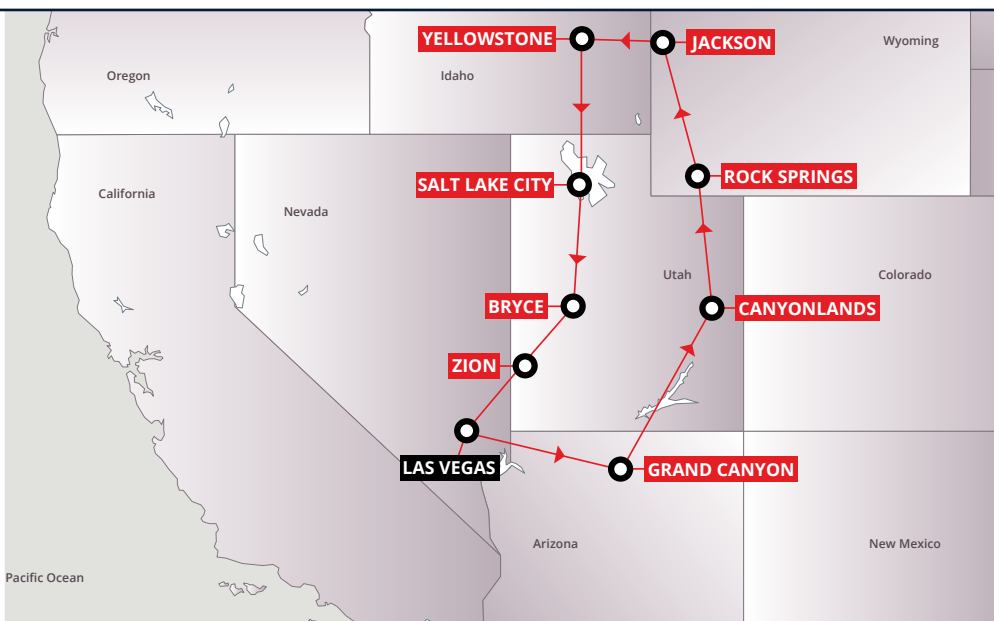 YELLOWSTONE
JACKSON
Wyoming
Oregon
Idaho
SALT LAKE CITY
ROCK SPRINGS
California
Nevada
Utah
Colorado
BRYCE
CANYONLANDS
ZION
LAS VEGAS
GRAND CANYON
Arizona
New Mexico
Pacific Ocean